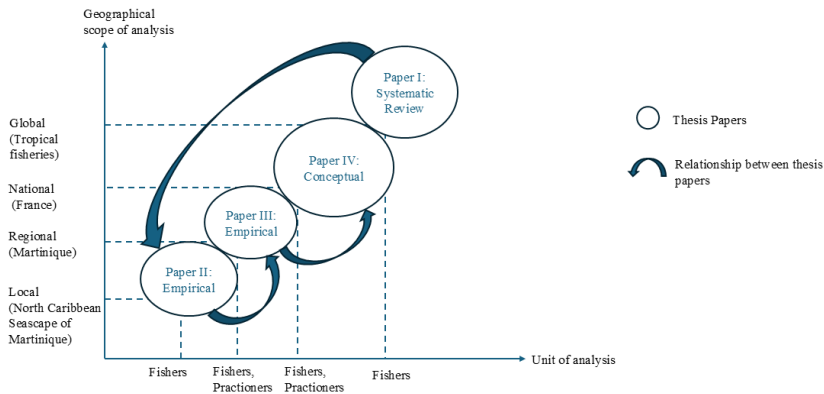 Geographical
scope of analysis
Paper I:
Systematic
Review
Global
(Tropical
fisheries)
Thesis Papers
Paper IV:
Conceptual
Relationship between thesis
papers
National
(France)
Paper III:
Empirical
Regional
(Martinique)
Paper II:
Empirical
Local
(North Caribbean
Seascape of
Martinique)
Unit of analysis
Fishers
Fishers,
Practioners
Fishers,
Practioners
Fishers